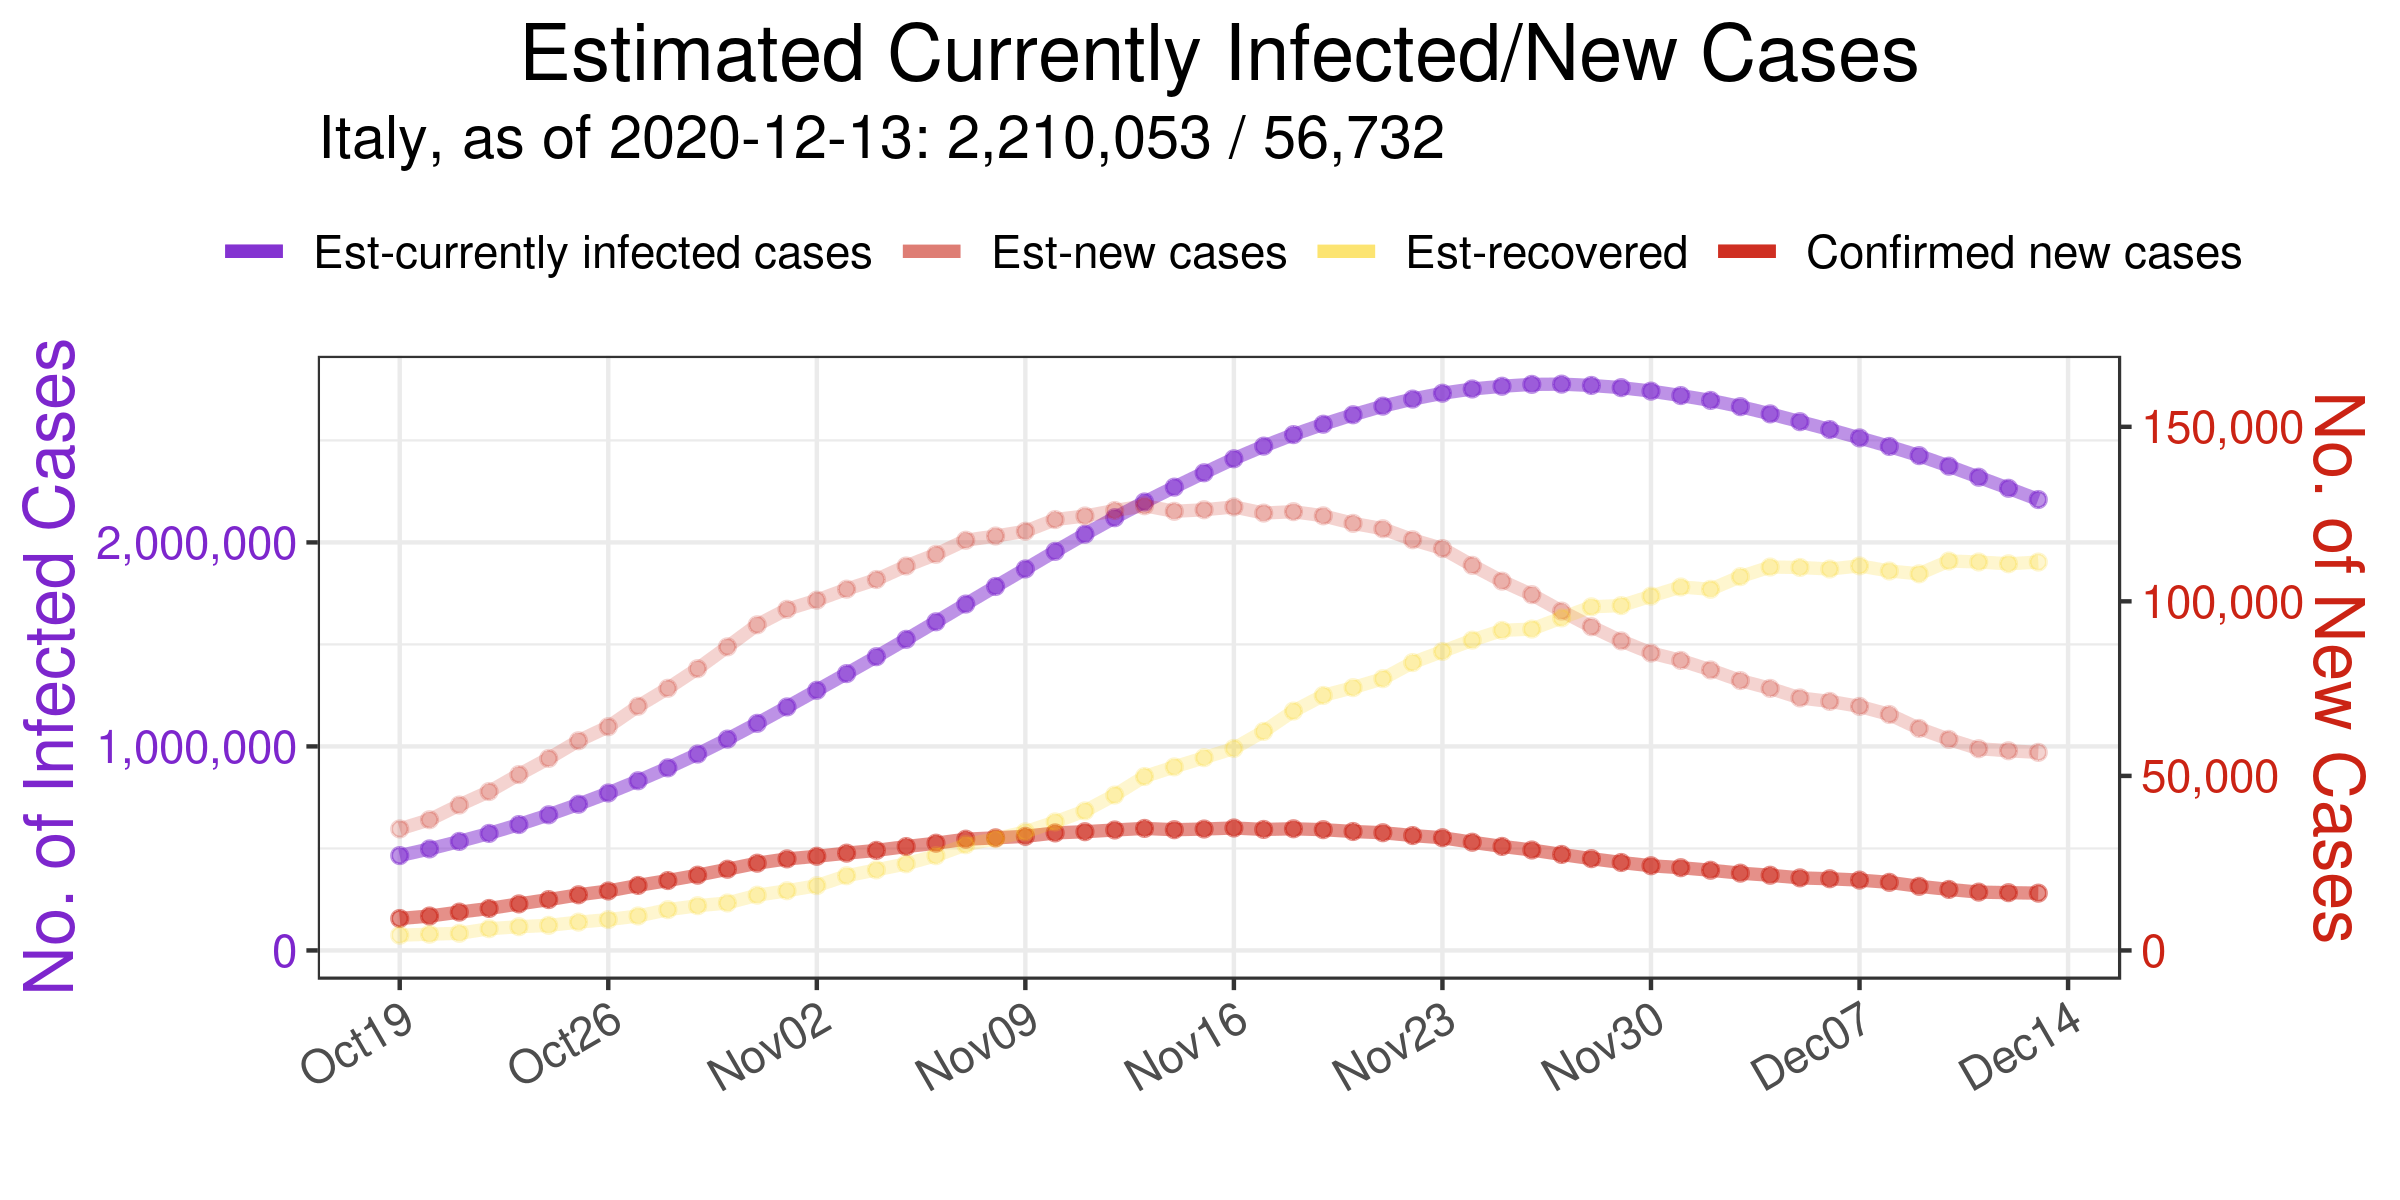 Estimated Currently Infected/New Cases
Italy, as of 2020-12-13: 2,210,053 / 56,732
Est-currently infected cases Est-new cases Est-recovered Confirmed new cases
No. of Infected Cases
2,000,000
1,000,000
0
150,000
100,000
50,000
0
No. of New Cases
Oct19 Oct26 Nov02 Nov09 Nov16 Nov23 Nov30 Dec07 Dec14